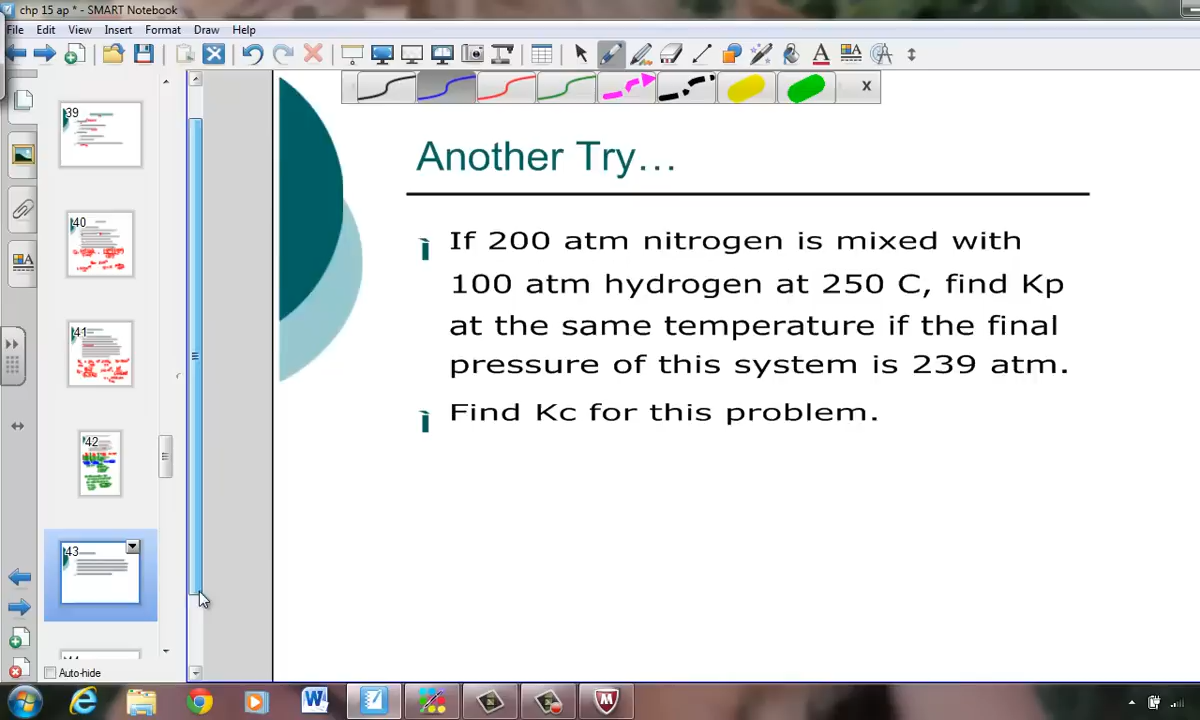 chp 15 ap * - SMART Notebook
File Edit View Insert Format Draw Help
39
40
41
42
43
Auto-hide
x
Another Try…
If 200 atm nitrogen is mixed with
100 atm hydrogen at 250 C, find Kp
at the same temperature if the final
pressure of this system is 239 atm.
Find Kc for this problem.